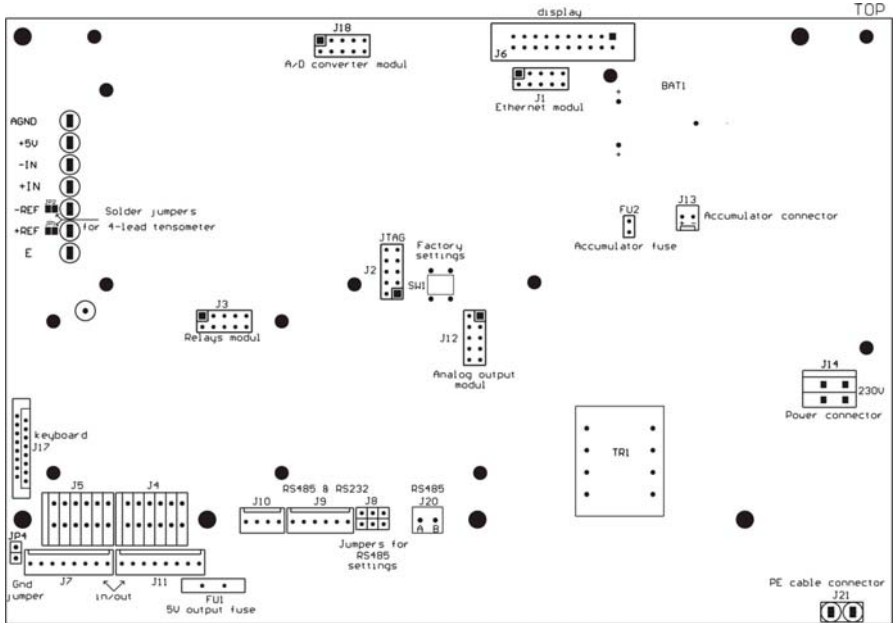 TOP
display
J18
A/D converter modul
J6
J1
Ethernet modul
BAT1
AGND
+5V
-IN
+IN
-REF
+REF
E
Solder jumpers
for 4-lead tensometer
FU2
Accumulator fuse
J13
Accumulator connector
JTAG
J2
Factory
settings
SW1
J3
Relays modul
J12
Analog output
modul
J14
230V
Power connector
keyboard
J17
TR1
J5
J4
RS485 & RS232
J10
J9
J8
RS485
J20
A B
Jumpers for
RS485
settings
JP4
Gnd
jumper
J7
in/out
J11
FU1
5V output fuse
PE cable connector
J21